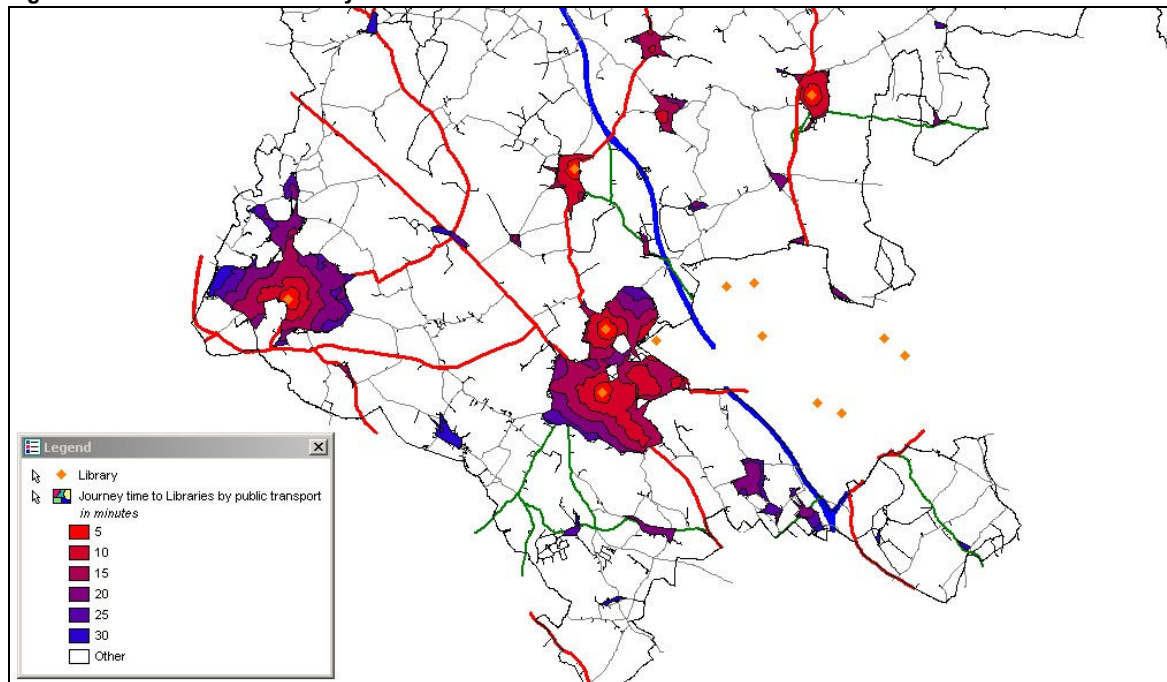 Legend
Library
Journey time to Libraries by public transport
in minutes
5
10
15
20
25
30
Other